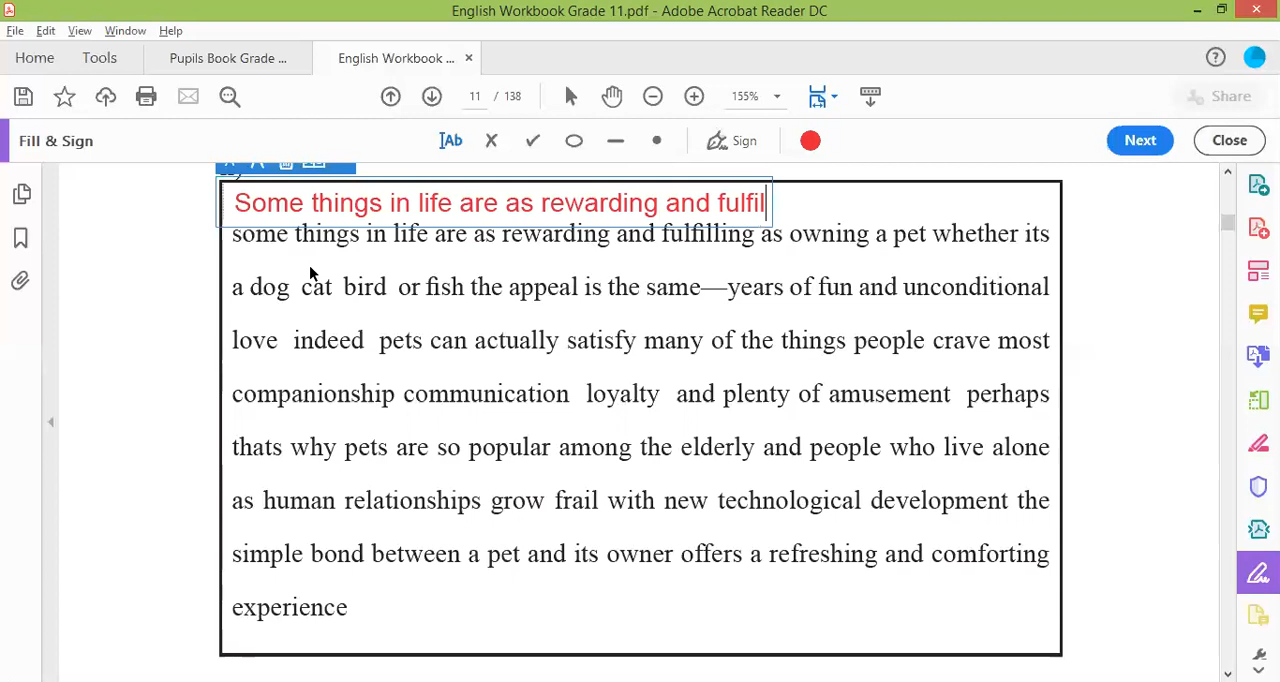 English Workbook Grade 11.pdf - Adobe Acrobat Reader DC
File Edit View Window Help
Home Tools Pupils Book Grade ... English Workbook ... ×
11 / 138 155% Share
Fill & Sign Ab Sign Next Close
Some things in life are as rewarding and fulfil
some things in life are as rewarding and fulfilling as owning a pet whether its
a dog cat bird or fish the appeal is the same—years of fun and unconditional
love indeed pets can actually satisfy many of the things people crave most
companionship communication loyalty and plenty of amusement perhaps
thats why pets are so popular among the elderly and people who live alone
as human relationships grow frail with new technological development the
simple bond between a pet and its owner offers a refreshing and comforting
experience